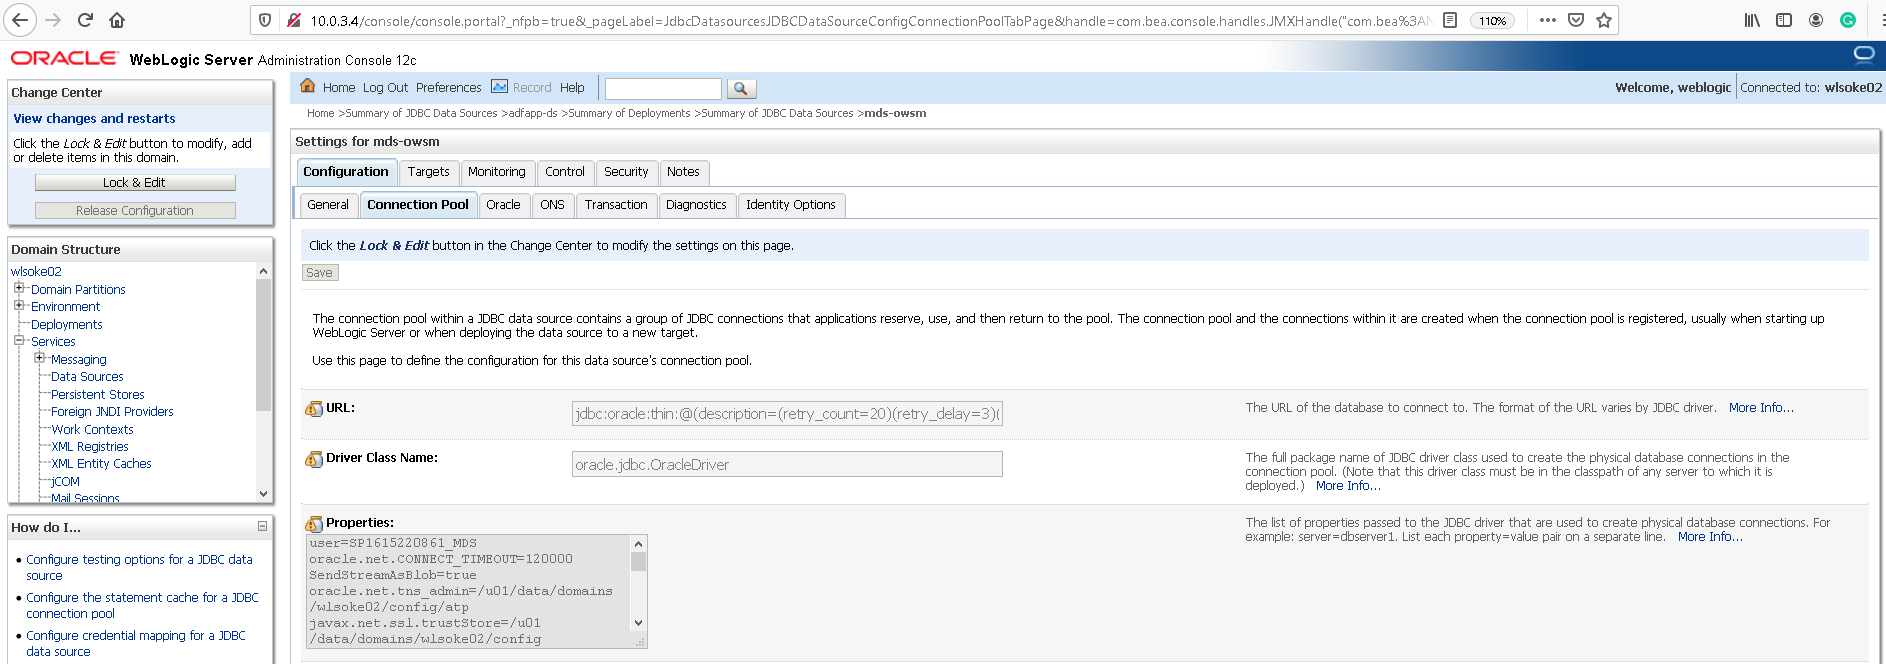 10.0.3.4/console/console.portal?_nfpb=true&_pageLabel=JdbcDatasourcesJDBCDataSourceConfigConnectionPoolTabPage&handle=com.bea.console.handles.JMXHandle("com.bea%3A
110%
ORACLE WebLogic Server Administration Console 12c
Change Center
View changes and restarts
Click the Lock & Edit button to modify, add
or delete items in this domain.
Lock & Edit
Release Configuration
Domain Structure
wlsoke02
Domain Partitions
Environment
Deployments
Services
Messaging
Data Sources
Persistent Stores
Foreign JNDI Providers
Work Contexts
XML Registries
XML Entity Caches
jCOM
Mail Sessions
How do I...
Configure testing options for a JDBC data
source
Configure the statement cache for a JDBC
connection pool
Configure credential mapping for a JDBC
data source
Home Log Out Preferences Record Help
Welcome, weblogic Connected to: wlsoke02
Home >Summary of JDBC Data Sources >adfapp-ds >Summary of Deployments >Summary of JDBC Data Sources >mds-owsm
Settings for mds-owsm
Configuration Targets Monitoring Control Security Notes
General Connection Pool Oracle ONS Transaction Diagnostics Identity Options
Click the Lock & Edit button in the Change Center to modify the settings on this page.
Save
The connection pool within a JDBC data source contains a group of JDBC connections that applications reserve, use, and then return to the pool. The connection pool and the connections within it are created when the connection pool is registered, usually when starting up
WebLogic Server or when deploying the data source to a new target.
Use this page to define the configuration for this data source's connection pool.
URL:
jdbc:oracle:thin:@(description=(retry_count=20)(retry_delay=3)(
The URL of the database to connect to. The format of the URL varies by JDBC driver. More Info...
Driver Class Name:
oracle.jdbc.OracleDriver
The full package name of JDBC driver class used to create the physical database connections in the
connection pool. (Note that this driver class must be in the classpath of any server to which it is
deployed.) More Info...
Properties:
user=SP1615220861_MDS
oracle.net.CONNECT_TIMEOUT=120000
SendStreamAsBlob=true
oracle.net.tns_admin=/u01/data/domains
/wlsoke02/config/atp
javax.net.ssl.trustStore=/u01
/data/domains/wlsoke02/config
The list of properties passed to the JDBC driver that are used to create physical database connections. For
example: server=dbserver1. List each property=value pair on a separate line. More Info...